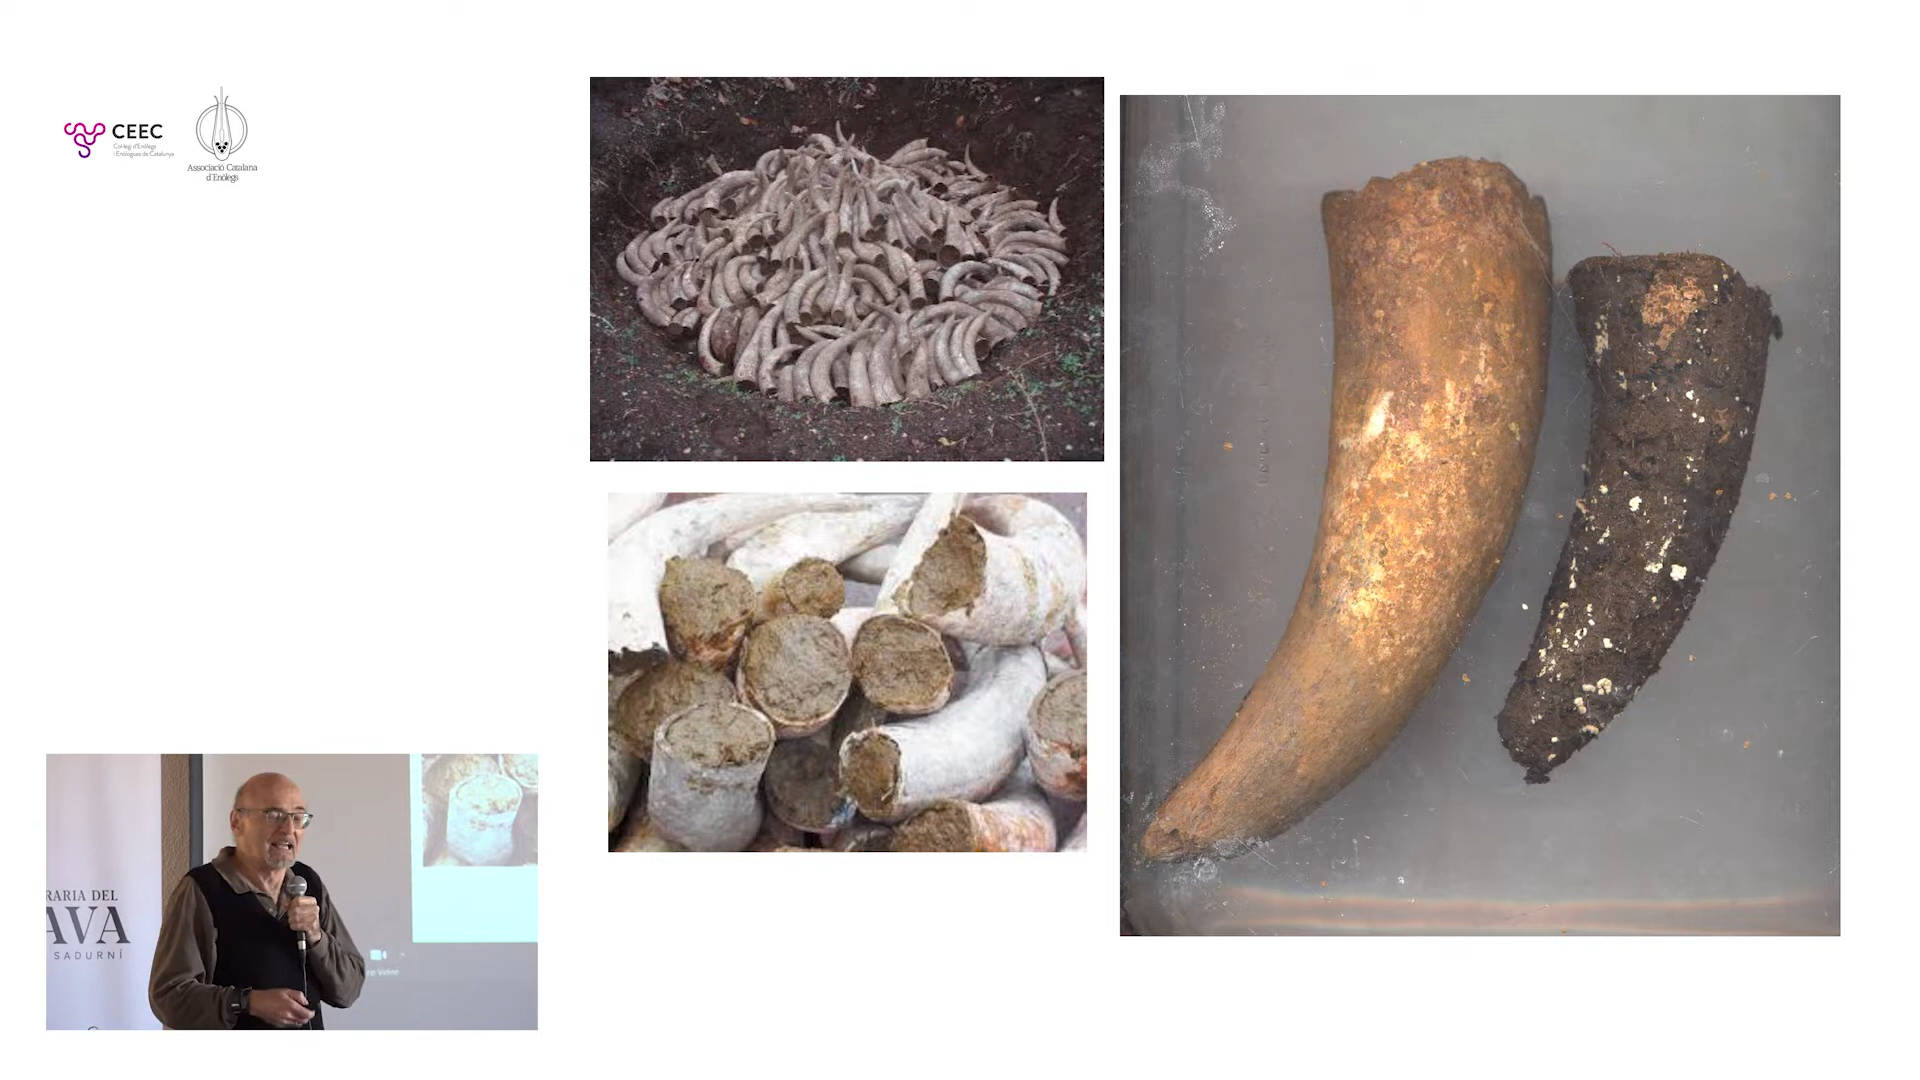 CEEC
Col·legi d'Enòlegs
i Enòlogues de Catalunya
Associació Catalana
d'Enòlegs
RARIA DEL
AVA
SADURNÍ